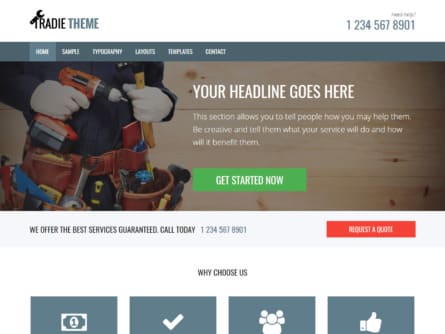 TRADIE THEME
Need help?
1 234 567 8901
HOME SAMPLE TYPOGRAPHY LAYOUTS TEMPLATES CONTACT
YOUR HEADLINE GOES HERE
This section allows you to tell people how you may help them.
Be creative and tell them what your service will do and how
will it benefit them.
GET STARTED NOW
WE OFFER THE BEST SERVICES GUARANTEED. CALL TODAY 1 234 567 8901
REQUEST A QUOTE
WHY CHOOSE US
1